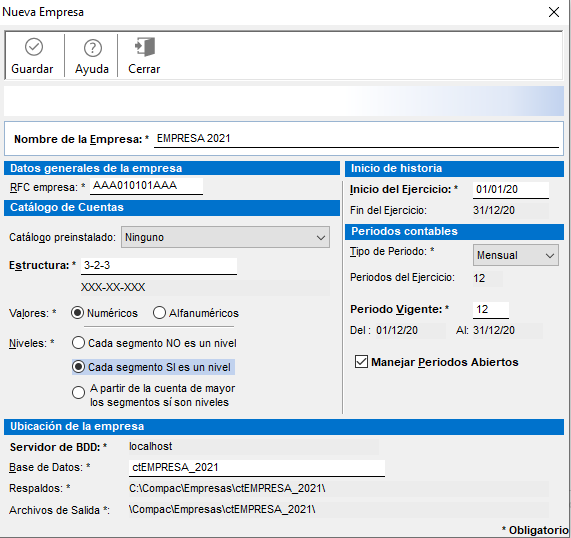 Nueva Empresa
Guardar Ayuda Cerrar
Nombre de la Empresa: * EMPRESA 2021
Datos generales de la empresa
RFC empresa: * AAA010101AAA
Catálogo de Cuentas
Catálogo preinstalado: Ninguno
Estructura: * 3-2-3
XXX-XX-XXX
Valores: * Numéricos Alfanuméricos
Niveles: * Cada segmento NO es un nivel
Cada segmento SI es un nivel
A partir de la cuenta de mayor
los segmentos sí son niveles
Inicio de historia
Inicio del Ejercicio: * 01/01/20
Fin del Ejercicio: 31/12/20
Periodos contables
Tipo de Periodo: * Mensual
Periodos del Ejercicio: 12
Periodo Vigente: * 12
Del : 01/12/20 Al: 31/12/20
Manejar Periodos Abiertos
Ubicación de la empresa
Servidor de BDD: * localhost
Base de Datos: * ctEMPRESA_2021
Respaldos: * C:\Compac\Empresas\ctEMPRESA_2021\
Archivos de Salida *: \Compac\Empresas\ctEMPRESA_2021\
* Obligatorio